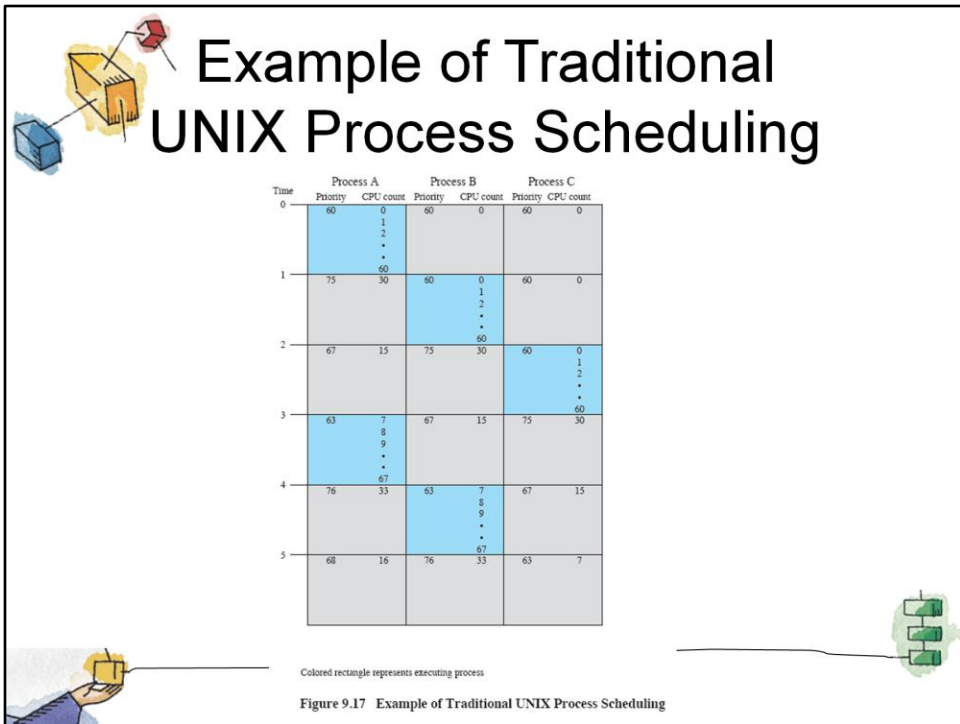 Example of Traditional
UNIX Process Scheduling
Process A Process B Process C
Time Priority CPU count Priority CPU count Priority CPU count
0 60 0 60 0 60 0
1
2
•
•
60
1 75 30 60 0 60 0
1
2
•
•
60
2 67 15 75 30 60 0
1
2
•
•
60
3 63 7 67 15 75 30
8
9
•
•
67
4 76 33 63 7 67 15
8
9
•
•
67
5 68 16 76 33 63 7
Colored rectangle represents executing process
Figure 9.17 Example of Traditional UNIX Process Scheduling